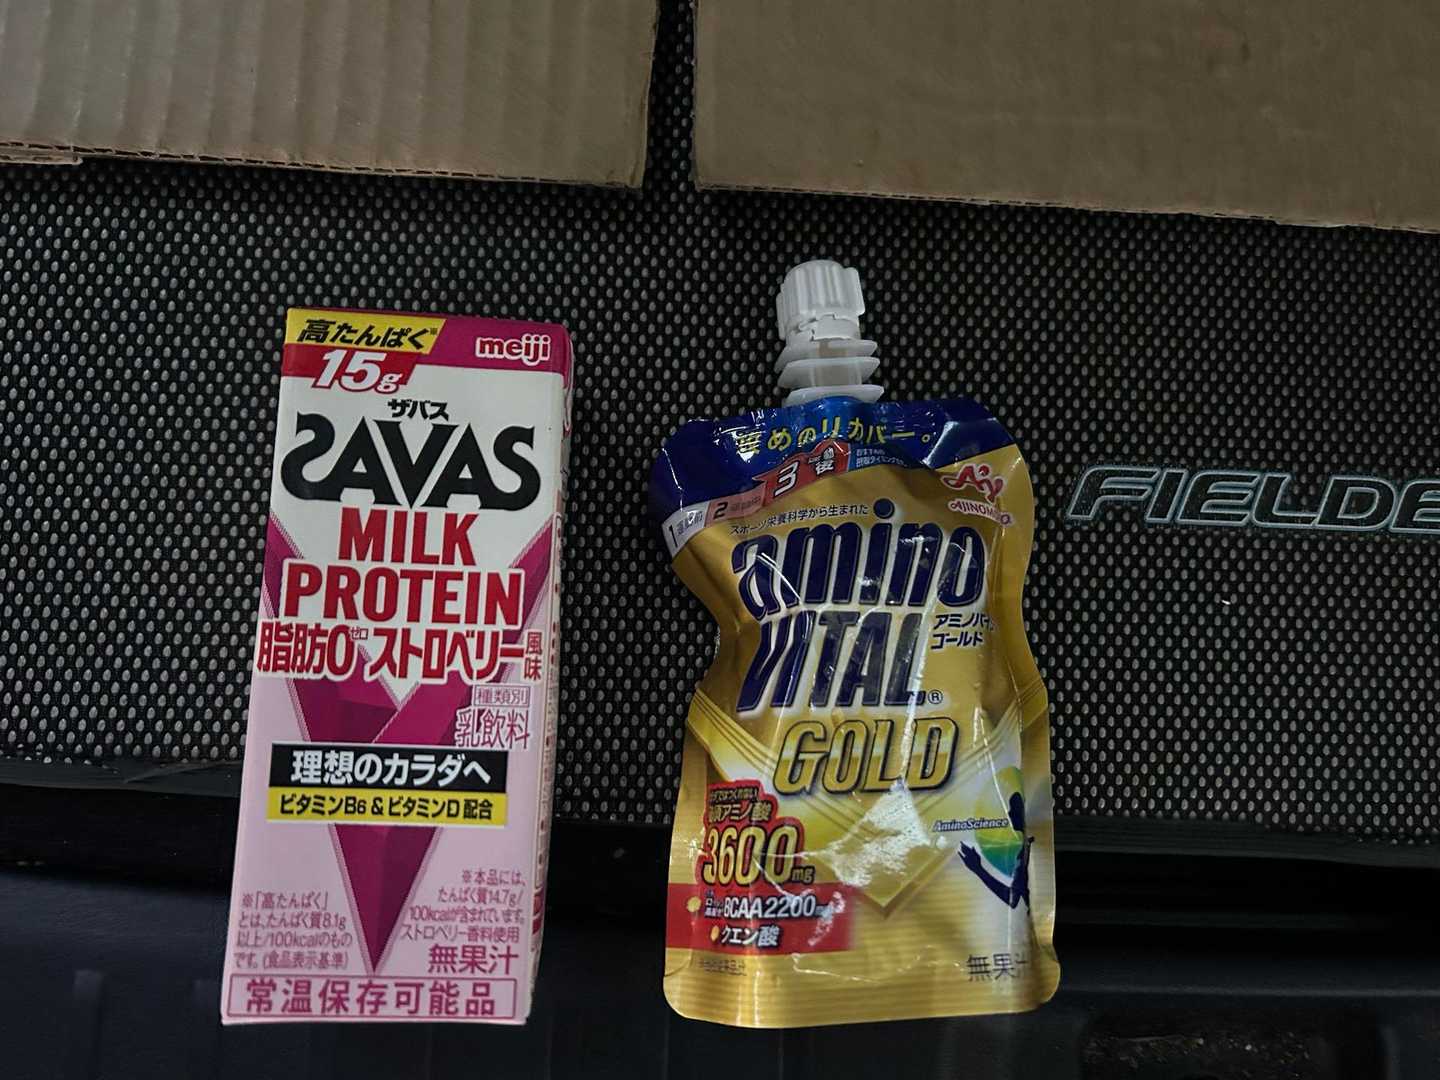 高たんぱく※
15g
meiji
ザバス
SAVAS
MILK
PROTEIN
脂肪0ゼロ ストロベリー風味
種類別
乳飲料
理想のカラダへ
ビタミンB6 & ビタミンD 配合
※「高たんぱく」
とは、たんぱく質8.1g
以上/100kcalのもの
です。(食品表示基準)
※本品には、
たんぱく質14.7g/
100kcalが含まれています。
ストロベリー香料使用
無果汁
常温保存可能品
めのリカバー。
1
2
3 後
AJINOMOTO
スポーツ栄養科学から生まれた
amino
VITAL®
アミノバイタル
ゴールド
GOLD
アミノ酸
3600mg
BCAA2200mg
クエン酸
AminoScience
無果汁
FIELDE